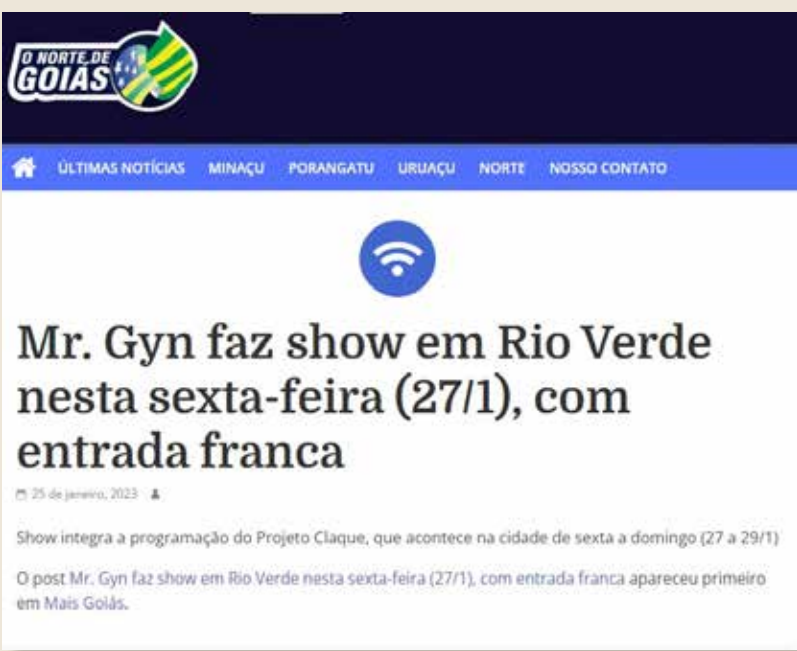 O NORTE DE
GOIÁS
ÚLTIMAS NOTÍCIAS MINAÇU PORANGATU URUAÇU NORTE NOSSO CONTATO
Mr. Gyn faz show em Rio Verde
nesta sexta-feira (27/1), com
entrada franca
25 de janeiro, 2023
Show integra a programação do Projeto Claque, que acontece na cidade de sexta a domingo (27 a 29/1)
O post Mr. Gyn faz show em Rio Verde nesta sexta-feira (27/1), com entrada franca apareceu primeiro
em Mais Goiás.